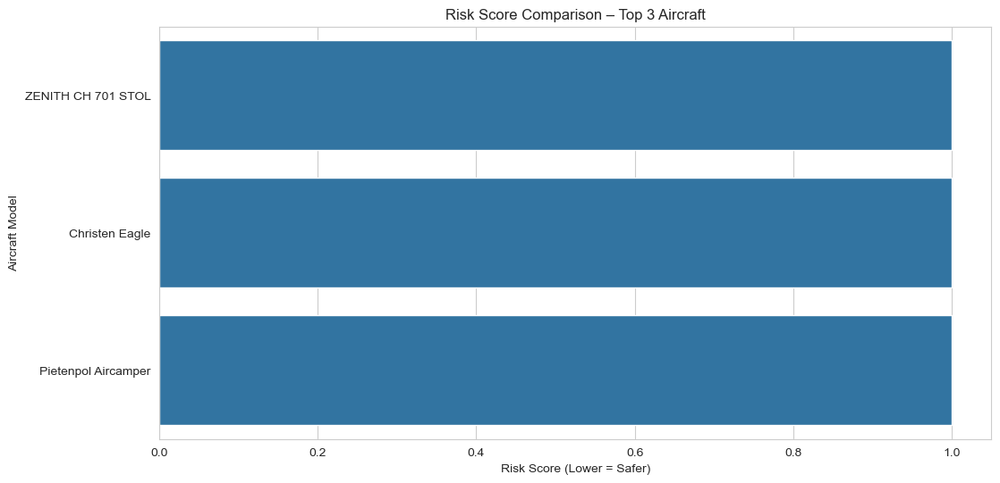 Risk Score Comparison – Top 3 Aircraft
ZENITH CH 701 STOL
Christen Eagle
Pietenpol Aircamper
Aircraft Model
0.0 0.2 0.4 0.6 0.8 1.0
Risk Score (Lower = Safer)